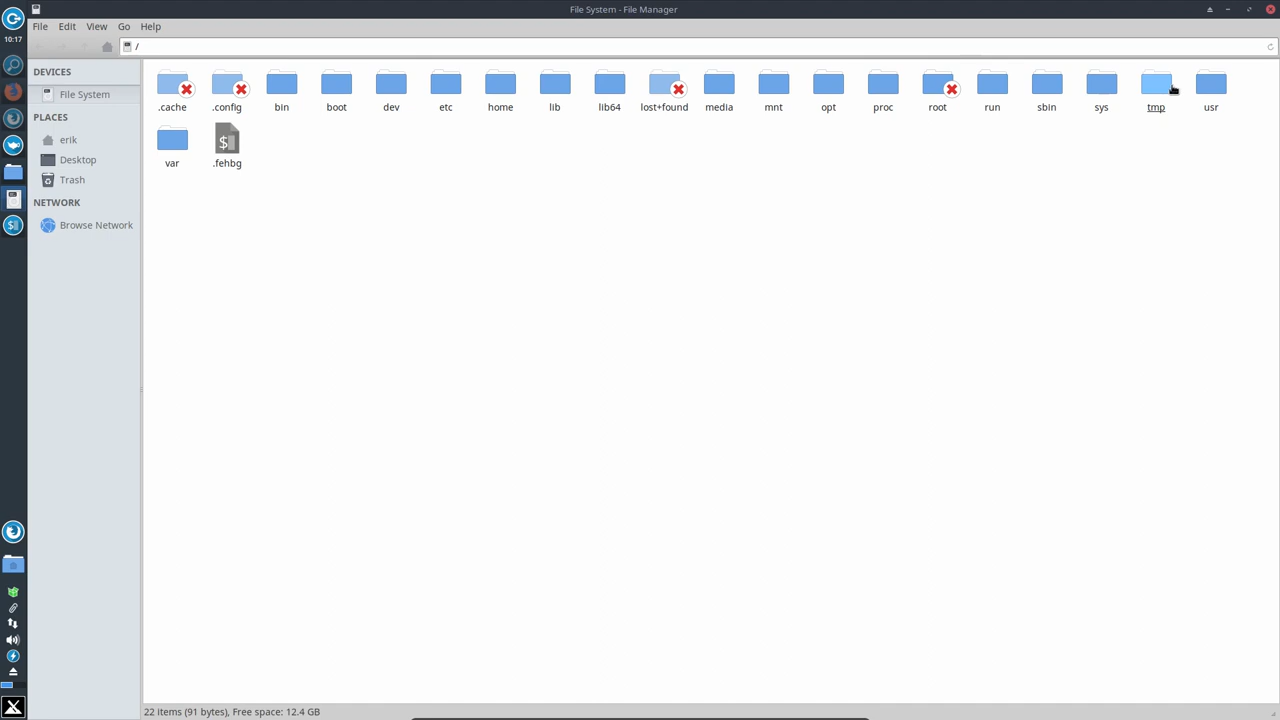 File System - File Manager
File Edit View Go Help
10:17
/
DEVICES
File System
PLACES
erik
Desktop
Trash
NETWORK
Browse Network
.cache .config bin boot dev etc home lib lib64 lost+found media mnt opt proc root run sbin sys tmp usr
var .fehbg
22 items (91 bytes), Free space: 12.4 GB